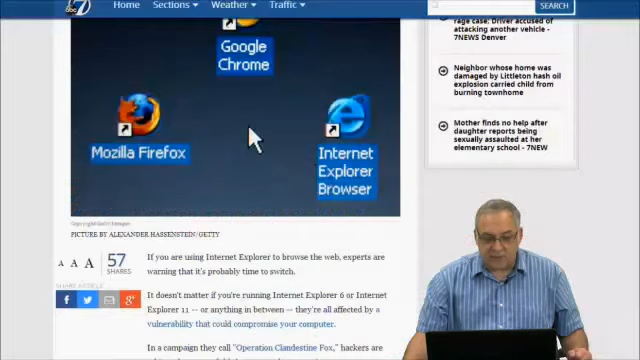 abc 7
Home Sections Weather Traffic
SEARCH
Google
Chrome
Mozilla Firefox
Internet
Explorer
Browser
PICTURE BY ALEXANDER HASSENSTEIN/GETTY
A A A
57
SHARES
SHARE ARTICLE
If you are using Internet Explorer to browse the web, experts are
warning that it's probably time to switch.
It doesn't matter if you're running Internet Explorer 6 or Internet
Explorer 11 -- or anything in between -- they're all affected by a
vulnerability that could compromise your computer.
In a campaign they call "Operation Clandestine Fox," hackers are
rage case: Driver accused of
attacking another vehicle -
7NEWS Denver
Neighbor whose home was
damaged by Littleton hash oil
explosion carried child from
burning townhome
Mother finds no help after
daughter reports being
sexually assaulted at her
elementary school - 7NEW